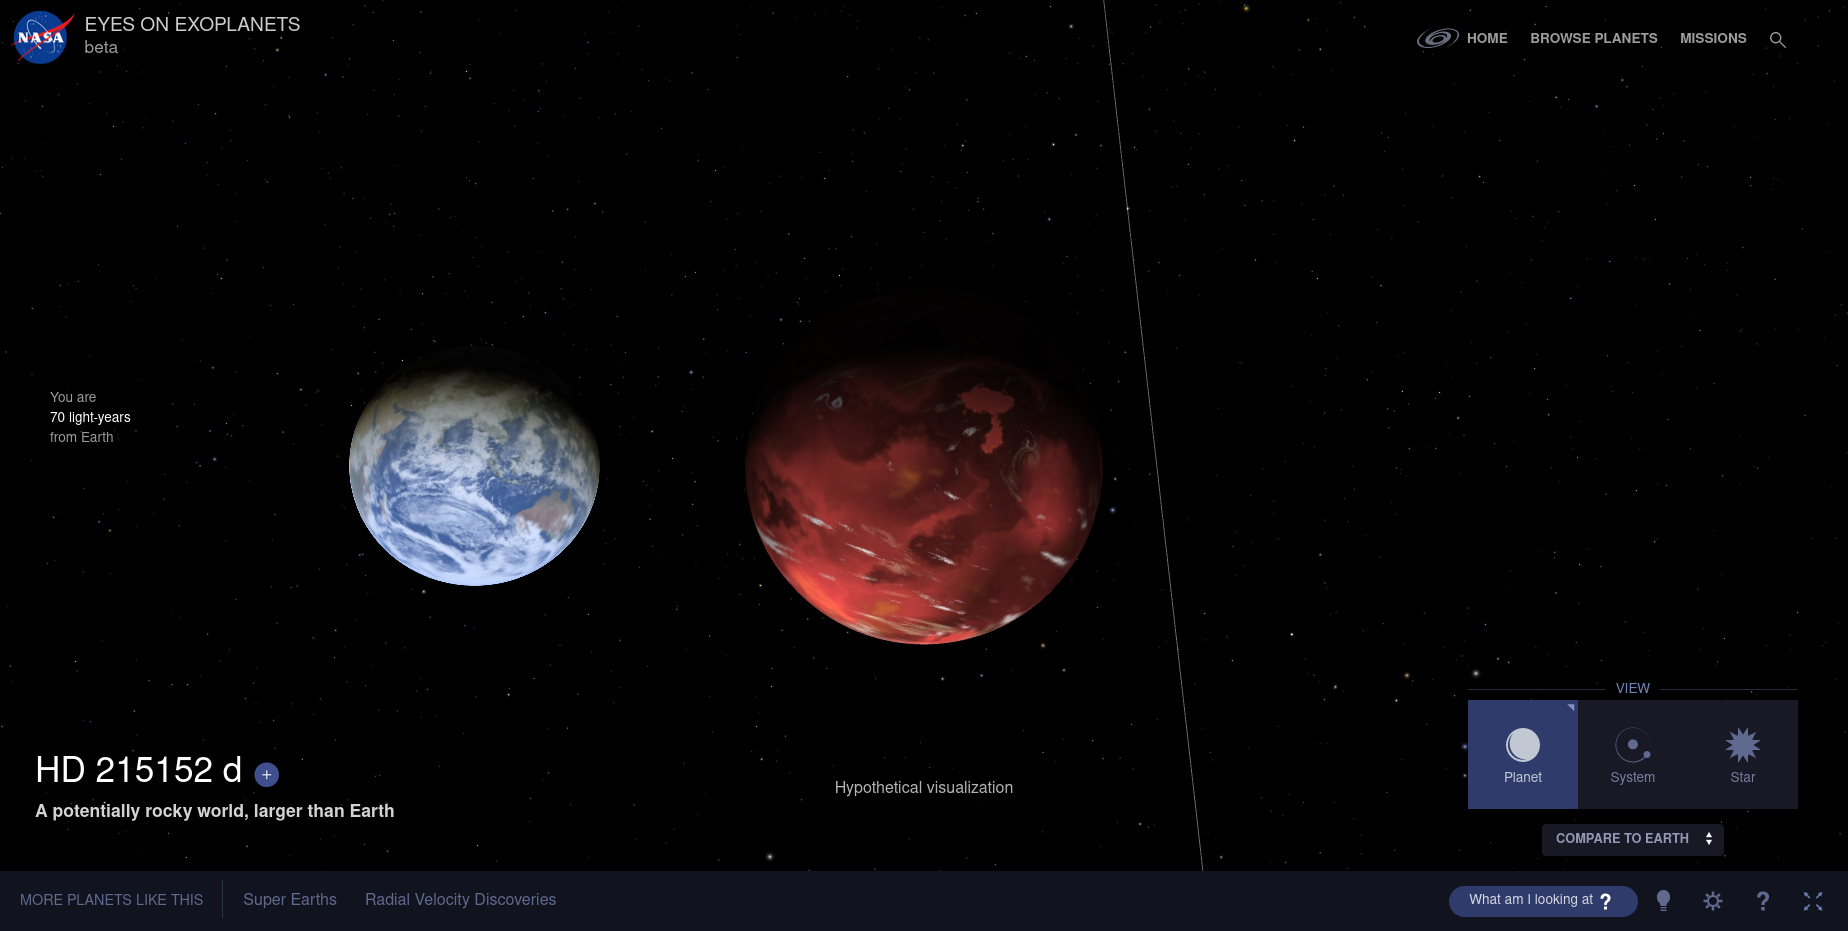 NASA
EYES ON EXOPLANETS
beta
HOME
BROWSE PLANETS
MISSIONS
You are
70 light-years
from Earth
HD 215152 d +
A potentially rocky world, larger than Earth
Hypothetical visualization
VIEW
Planet
System
Star
COMPARE TO EARTH
MORE PLANETS LIKE THIS
Super Earths
Radial Velocity Discoveries
What am I looking at ?
?